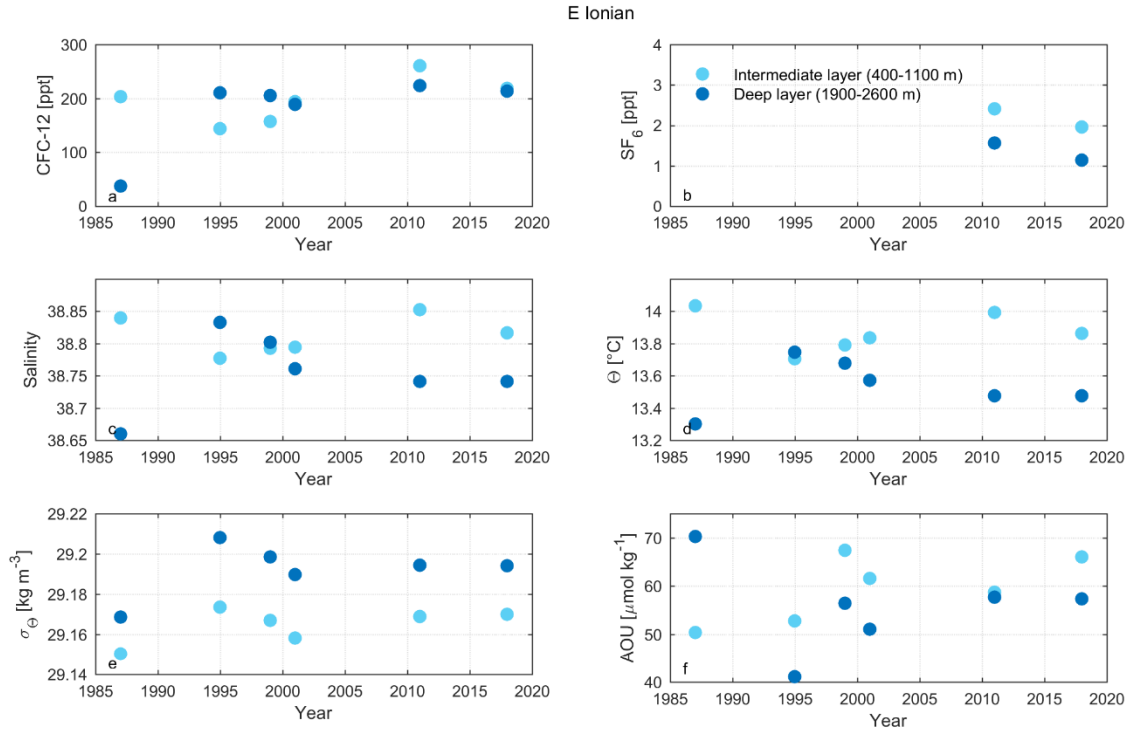 E Ionian
CFC-12 [ppt]
300
200
100
0
a
1985 1990 1995 2000 2005 2010 2015 2020
Year
SF6 [ppt]
4
3
2
1
0
Intermediate layer (400-1100 m)
Deep layer (1900-2600 m)
b
1985 1990 1995 2000 2005 2010 2015 2020
Year
Salinity
38.85
38.8
38.75
38.7
38.65
c
1985 1990 1995 2000 2005 2010 2015 2020
Year
Θ [°C]
14
13.8
13.6
13.4
13.2
d
1985 1990 1995 2000 2005 2010 2015 2020
Year
σΘ [kg m-3]
29.22
29.2
29.18
29.16
29.14
e
1985 1990 1995 2000 2005 2010 2015 2020
Year
AOU [μmol kg-1]
70
60
50
40
f
1985 1990 1995 2000 2005 2010 2015 2020
Year